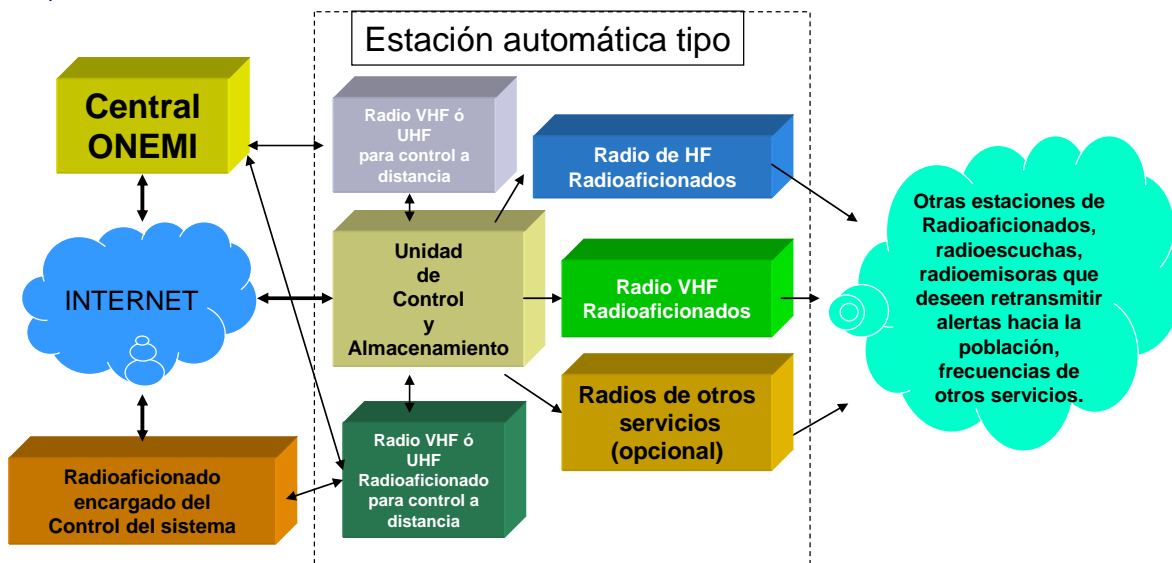 Estación automática tipo
Central
ONEMI
Radio VHF ó
UHF
para control a
distancia
Radio de HF
Radioaficionados
Otras estaciones de
Radioaficionados,
radioescuchas,
radioemisoras que
deseen retransmitir
alertas hacia la
población,
frecuencias de
otros servicios.
INTERNET
Unidad
de
Control
y
Almacenamiento
Radio VHF
Radioaficionados
Radios de otros
servicios
(opcional)
Radioaficionado
encargado del
Control del sistema
Radio VHF ó
UHF
Radioaficionado
para control a
distancia